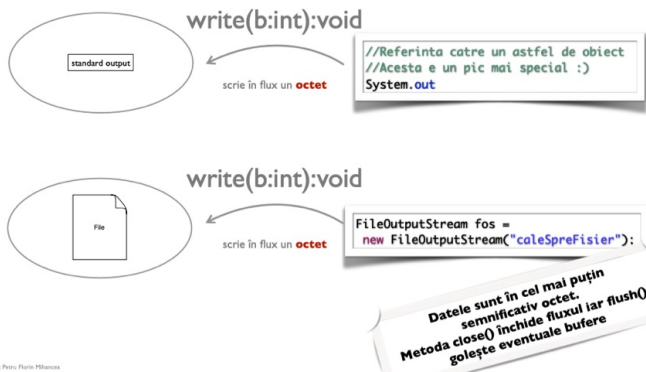 write(b:int):void
standard output
scrie în flux un octet
//Referinta catre un astfel de obiect
//Acesta e un pic mai special :)
System.out
write(b:int):void
File
scrie în flux un octet
FileOutputStream fos =
new FileOutputStream("caleSpreFisier");
Datele sunt în cel mai puțin
semnificativ octet.
Metoda close() închide fluxul iar flush()
golește eventuale bufere
Petru Florin Mihancea